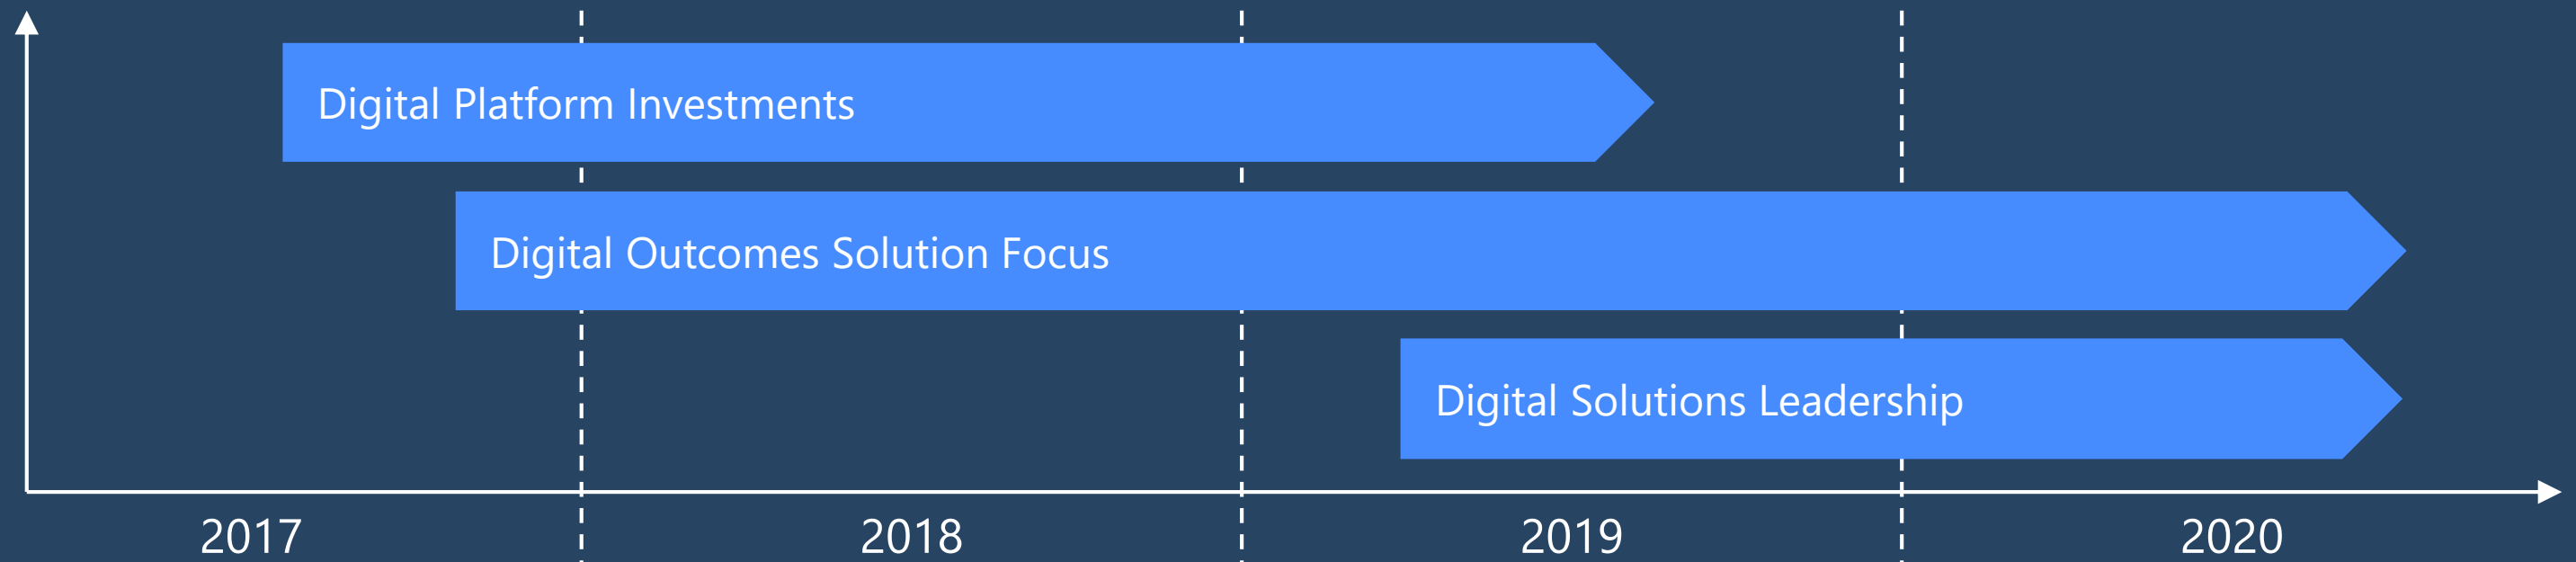 Digital Platform Investments
Digital Outcomes Solution Focus
Digital Solutions Leadership
2017 2018 2019 2020